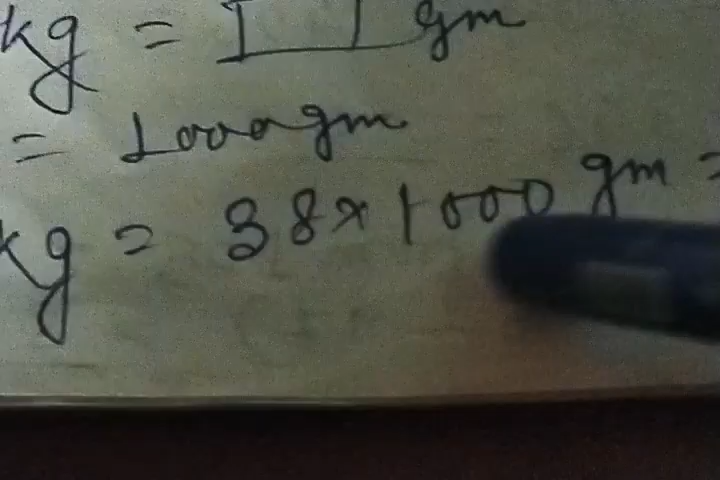 kg = gm
= 1000 gm
kg = 38 × 1000 gm =